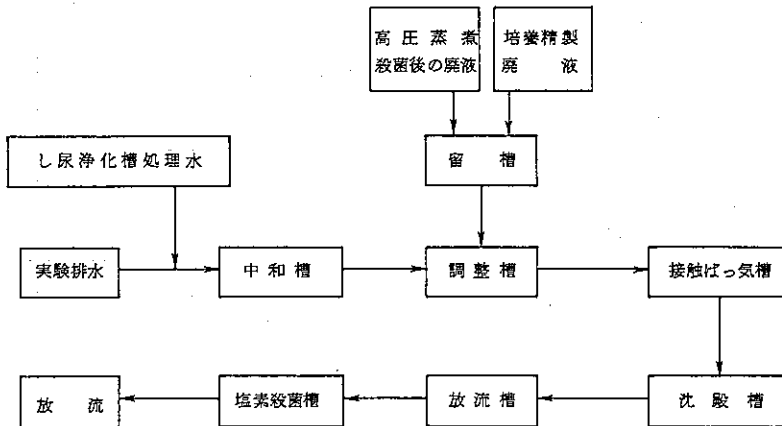 高圧蒸煮
殺菌後の廃液
培養精製
廃液
し尿浄化槽処理水
留槽
実験排水
中和槽
調整槽
接触ばっ気槽
放流
塩素殺菌槽
放流槽
沈殿槽